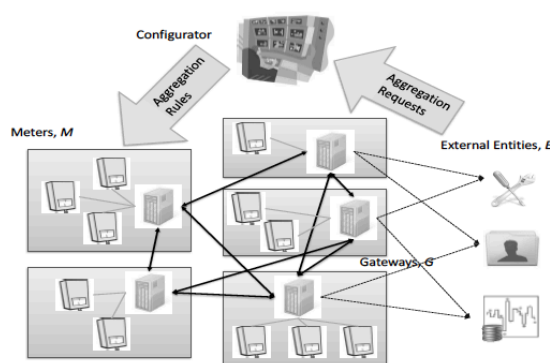 Configurator
Aggregation
Rules
Aggregation
Requests
Meters, M
External Entities, E
Gateways, G